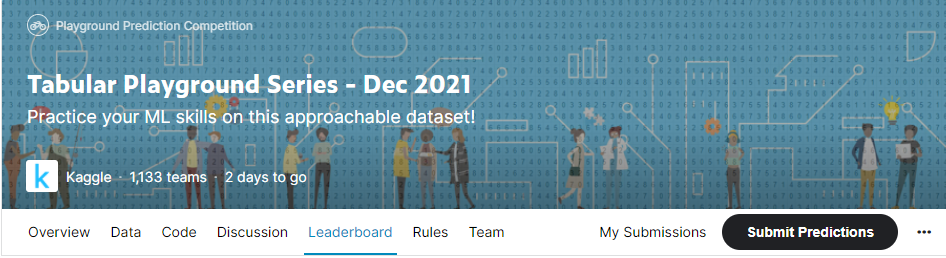 Playground Prediction Competition
Tabular Playground Series - Dec 2021
Practice your ML skills on this approachable dataset!
k Kaggle · 1,133 teams · 2 days to go
Overview Data Code Discussion Leaderboard Rules Team My Submissions Submit Predictions